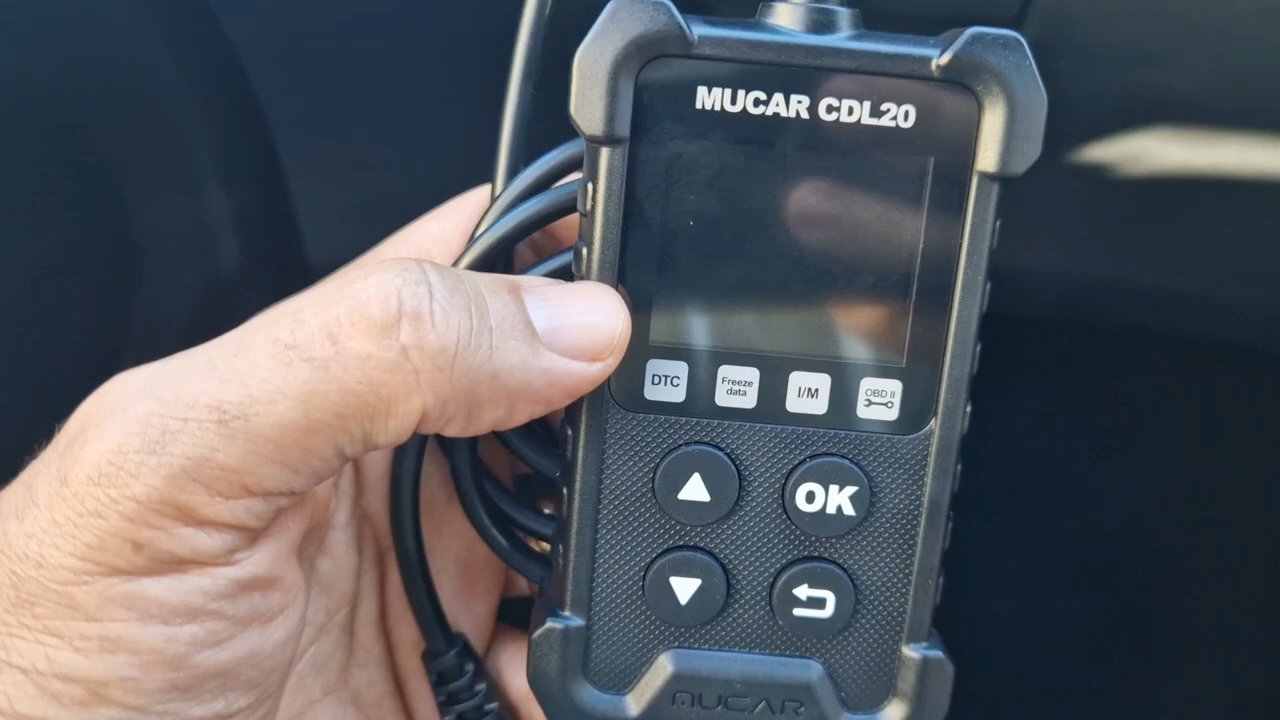 MUCAR CDL20
DTC
Freeze
data
I/M
OBD II
OK
MUCAR